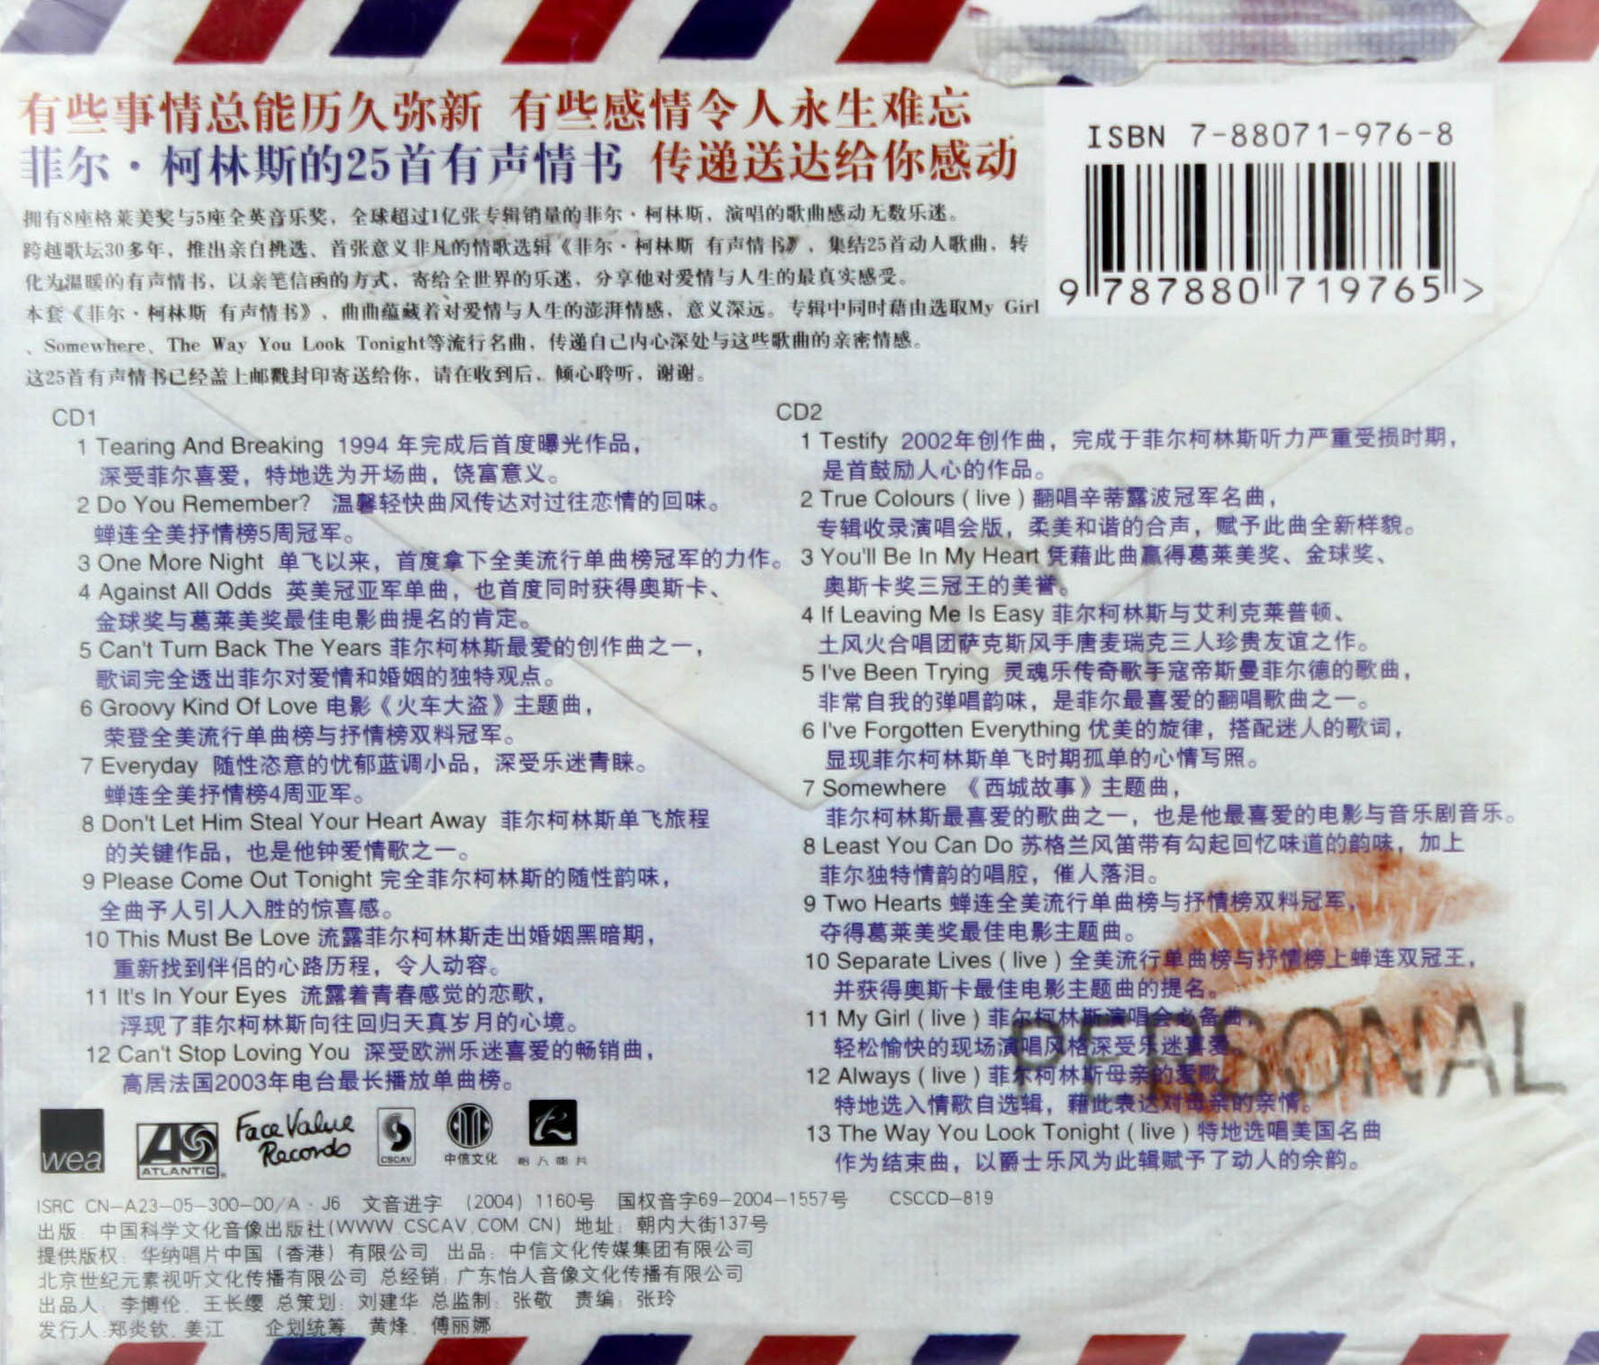 有些事情总能历久弥新 有些感情令人永生难忘
菲尔·柯林斯的25首有声情书 传递送达给你感动
ISBN 7-88071-976-8
9 787880 719765 >
拥有8座格莱美奖与5座全英音乐奖，全球超过1亿张专辑销量的菲尔·柯林斯，演唱的歌曲感动无数乐迷。
跨越歌坛30多年，推出亲自挑选、首张意义非凡的情歌选辑《菲尔·柯林斯 有声情书》，集结25首动人歌曲，转
化为温暖的有声情书，以亲笔信函的方式，寄给全世界的乐迷，分享他对爱情与人生的最真实感受。
本套《菲尔·柯林斯 有声情书》，曲曲蕴藏着对爱情与人生的澎湃情感，意义深远。专辑中同时藉由选取My Girl
、Somewhere、The Way You Look Tonight等流行名曲，传递自己内心深处与这些歌曲的亲密情感。
这25首有声情书已经盖上邮戳封印寄送给你，请在收到后，倾心聆听，谢谢。
CD1
1 Tearing And Breaking 1994 年完成后首度曝光作品，
深受菲尔喜爱，特地选为开场曲，饶富意义。
2 Do You Remember? 温馨轻快曲风传达对过往恋情的回味。
蝉连全美抒情榜5周冠军。
3 One More Night 单飞以来，首度拿下全美流行单曲榜冠军的力作。
4 Against All Odds 英美冠亚军单曲，也首度同时获得奥斯卡、
金球奖与葛莱美奖最佳电影曲提名的肯定。
5 Can't Turn Back The Years 菲尔柯林斯最爱的创作曲之一，
歌词完全透出菲尔对爱情和婚姻的独特观点。
6 Groovy Kind Of Love 电影《火车大盗》主题曲，
荣登全美流行单曲榜与抒情榜双料冠军。
7 Everyday 随性恣意的忧郁蓝调小品，深受乐迷青睐。
蝉连全美抒情榜4周亚军。
8 Don't Let Him Steal Your Heart Away 菲尔柯林斯单飞旅程
的关键作品，也是他钟爱情歌之一。
9 Please Come Out Tonight 完全菲尔柯林斯的随性韵味，
全曲予人引人入胜的惊喜感。
10 This Must Be Love 流露菲尔柯林斯走出婚姻黑暗期，
重新找到伴侣的心路历程，令人动容。
11 It's In Your Eyes 流露着青春感觉的恋歌，
浮现了菲尔柯林斯向往回归天真岁月的心境。
12 Can't Stop Loving You 深受欧洲乐迷喜爱的畅销曲，
高居法国2003年电台最长播放单曲榜。
CD2
1 Testify 2002年创作曲，完成于菲尔柯林斯听力严重受损时期，
是首鼓励人心的作品。
2 True Colours ( live ) 翻唱辛蒂露波冠军名曲，
专辑收录演唱会版，柔美和谐的合声，赋予此曲全新样貌。
3 You'll Be In My Heart 凭藉此曲赢得葛莱美奖、金球奖、
奥斯卡奖三冠王的美誉。
4 If Leaving Me Is Easy 菲尔柯林斯与艾利克莱普顿、
土风火合唱团萨克斯风手唐麦瑞克三人珍贵友谊之作。
5 I've Been Trying 灵魂乐传奇歌手寇帝斯曼菲尔德的歌曲，
非常自我的弹唱韵味，是菲尔最喜爱的翻唱歌曲之一。
6 I've Forgotten Everything 优美的旋律，搭配迷人的歌词，
显现菲尔柯林斯单飞时期孤单的心情写照。
7 Somewhere 《西城故事》主题曲，
菲尔柯林斯最喜爱的歌曲之一，也是他最喜爱的电影与音乐剧音乐。
8 Least You Can Do 苏格兰风笛带有勾起回忆味道的韵味，加上
菲尔独特情韵的唱腔，催人落泪。
9 Two Hearts 蝉连全美流行单曲榜与抒情榜双料冠军，
夺得葛莱美奖最佳电影主题曲。
10 Separate Lives ( live ) 全美流行单曲榜与抒情榜上蝉连双冠王，
并获得奥斯卡最佳电影主题曲的提名。
11 My Girl ( live ) 菲尔柯林斯演唱会必备曲，
轻松愉快的现场演唱风格深受乐迷喜爱。
12 Always ( live ) 菲尔柯林斯母亲的爱歌，
特地选入情歌自选辑，藉此表达对母亲的亲情。
13 The Way You Look Tonight ( live ) 特地选唱美国名曲
作为结束曲，以爵士乐风为此辑赋予了动人的余韵。
PERSONAL
wea
ATLANTIC
Face Value Records
CSCAV
中信文化
怡人唱片
ISRC CN-A23-05-300-00/A·J6 文音进字 (2004) 1160号 国权音字69-2004-1557号 CSCCD-819
出版：中国科学文化音像出版社(WWW.CSCAV.COM.CN) 地址：朝内大街137号
提供版权：华纳唱片中国（香港）有限公司 出品：中信文化传媒集团有限公司
北京世纪元素视听文化传播有限公司 总经销：广东怡人音像文化传播有限公司
出品人：李博伦、王长缨 总策划：刘建华 总监制：张敬 责编：张玲
发行人：郑炎钦、姜江 企划统筹：黄烽、傅丽娜